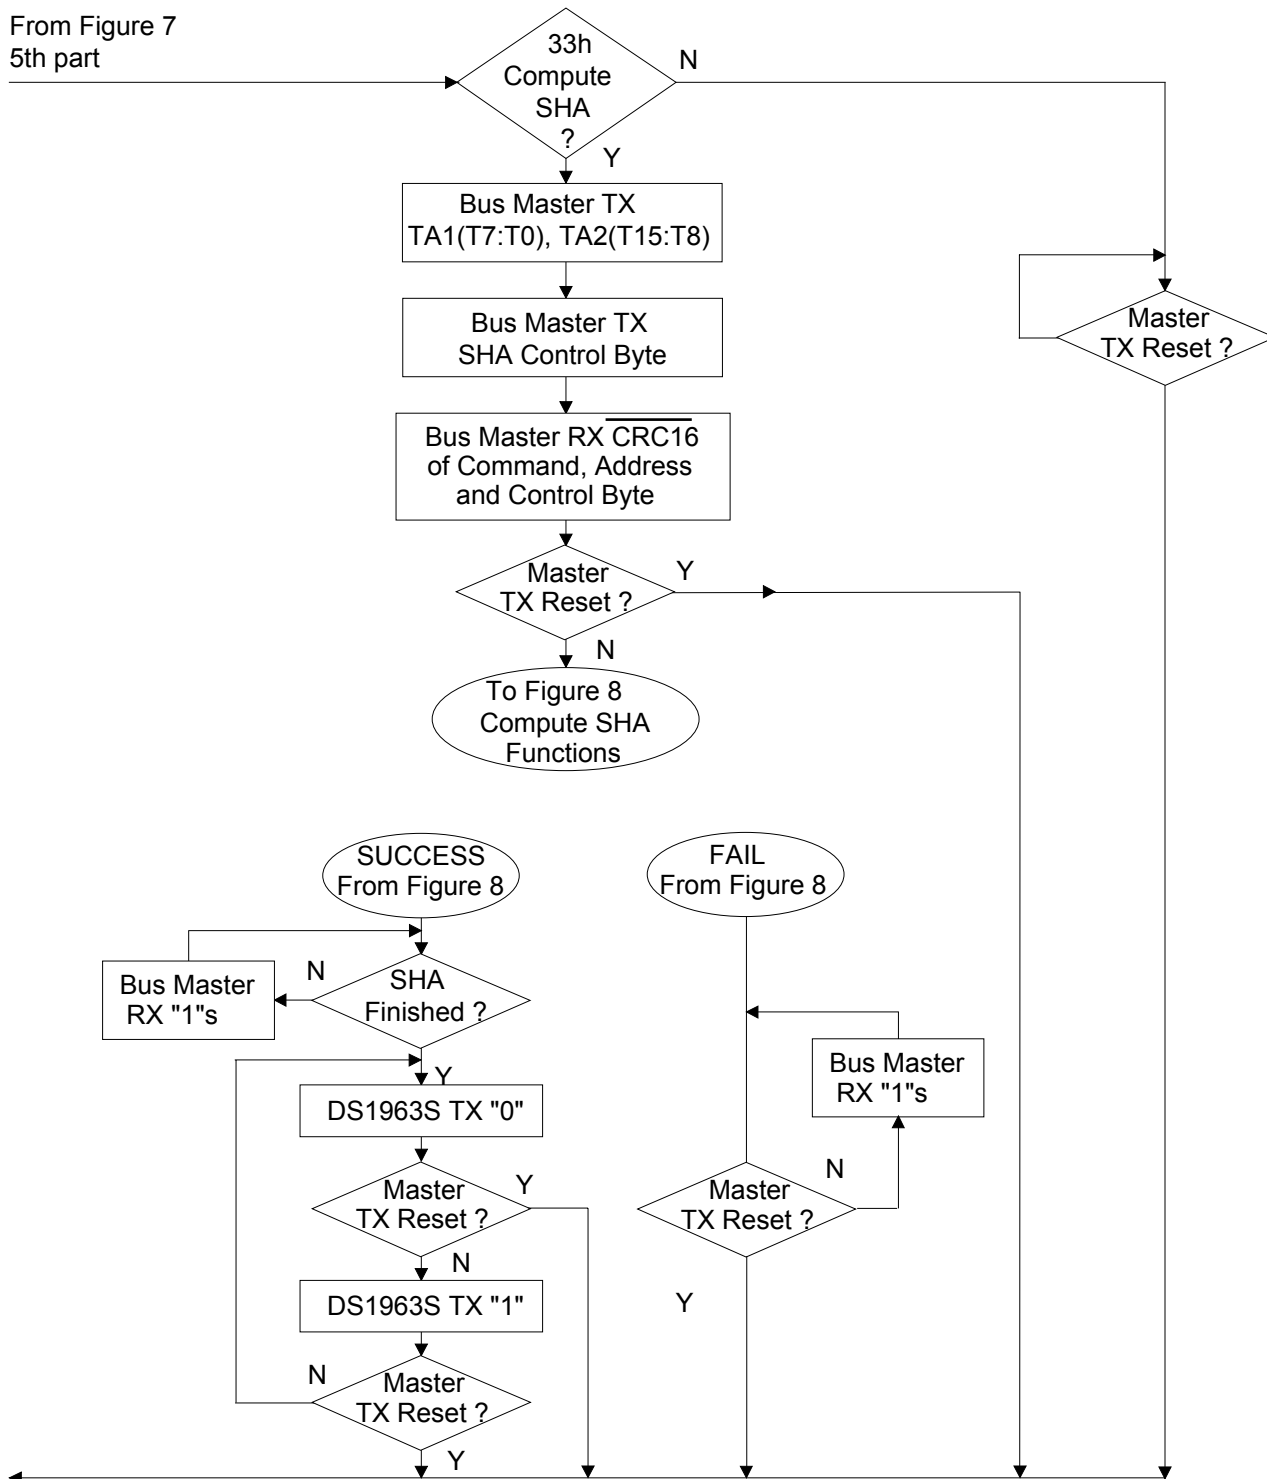 From Figure 7
5th part
33h
Compute
SHA
?
N
Y
Bus Master TX
TA1(T7:T0), TA2(T15:T8)
Bus Master TX
SHA Control Byte
Master
TX Reset ?
Bus Master RX CRC16
of Command, Address
and Control Byte
Master
TX Reset ?
Y
N
To Figure 8
Compute SHA
Functions
SUCCESS
From Figure 8
FAIL
From Figure 8
N
SHA
Finished ?
Bus Master
RX "1"s
Y
Bus Master
RX "1"s
DS1963S TX "0"
Master
TX Reset ?
Y
N
Master
TX Reset ?
N
Y
DS1963S TX "1"
N
Master
TX Reset ?
Y